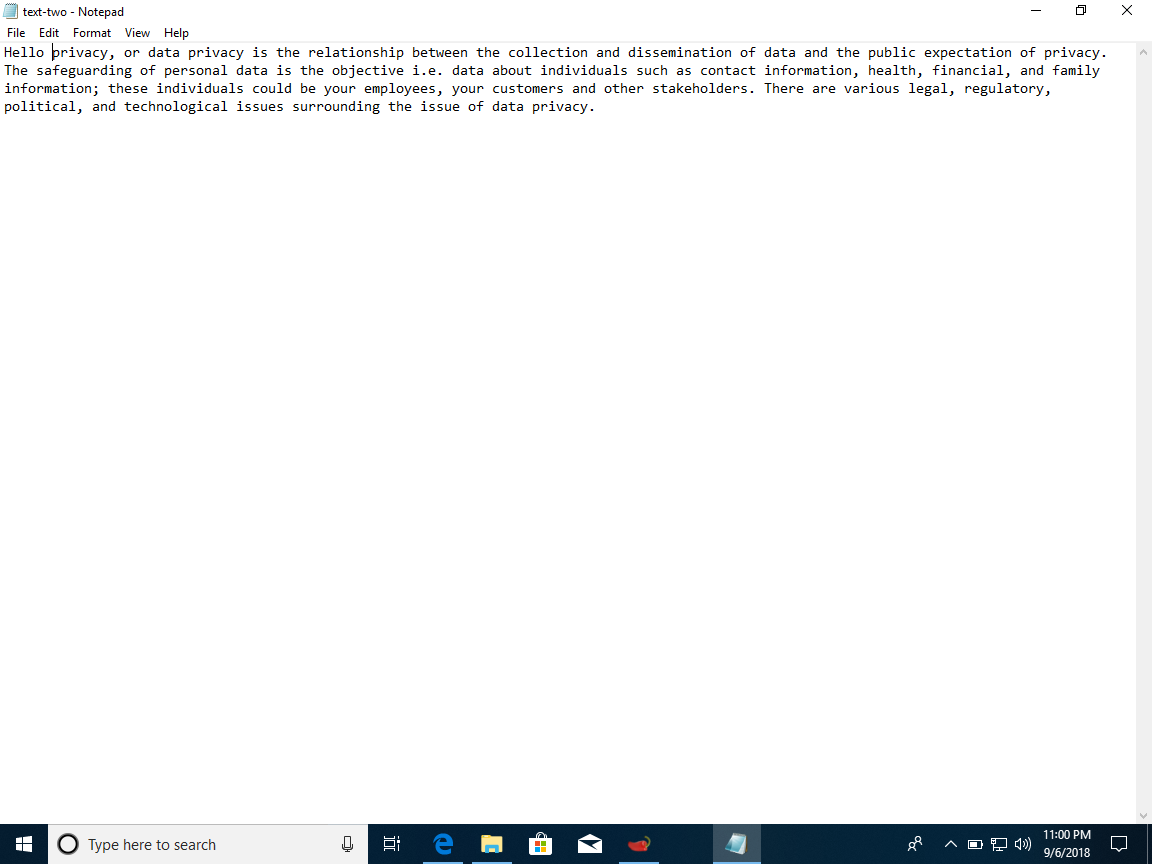 text-two - Notepad
File Edit Format View Help
Hello privacy, or data privacy is the relationship between the collection and dissemination of data and the public expectation of privacy.
The safeguarding of personal data is the objective i.e. data about individuals such as contact information, health, financial, and family
information; these individuals could be your employees, your customers and other stakeholders. There are various legal, regulatory,
political, and technological issues surrounding the issue of data privacy.
Type here to search
11:00 PM
9/6/2018